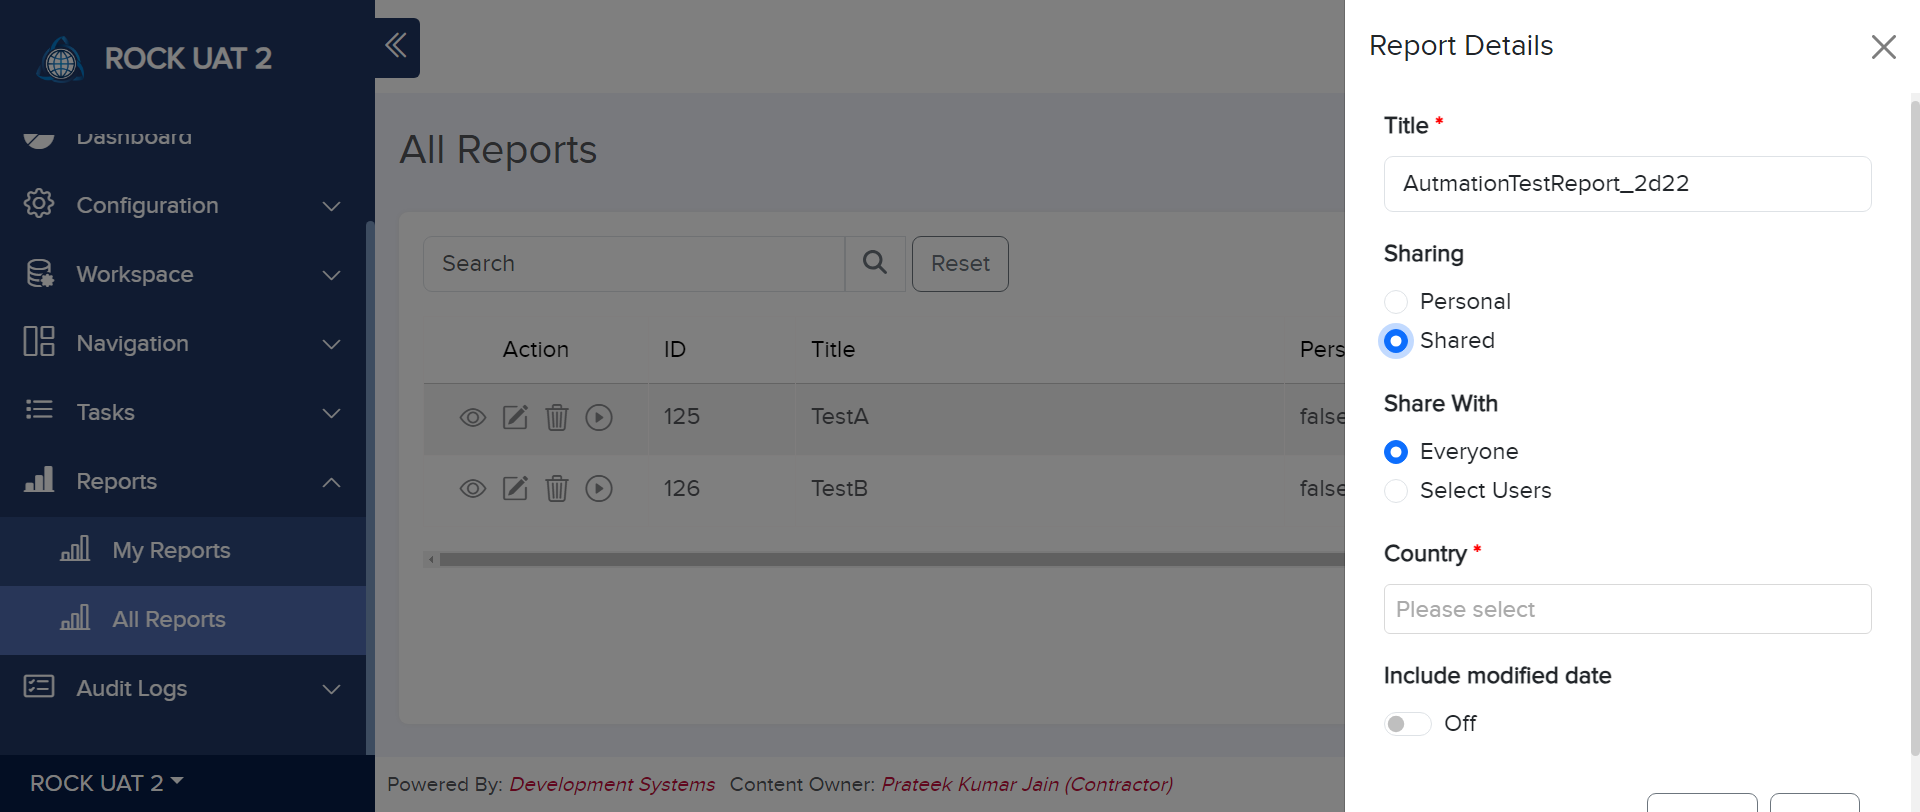 ROCK UAT 2
Dashboard
Configuration
Workspace
Navigation
Tasks
Reports
My Reports
All Reports
Audit Logs
ROCK UAT 2
All Reports
Search
Reset
Action ID Title Pers
125 TestA false
126 TestB false
Powered By: Development Systems Content Owner: Prateek Kumar Jain (Contractor)
Report Details
Title *
AutmationTestReport_2d22
Sharing
Personal
Shared
Share With
Everyone
Select Users
Country *
Please select
Include modified date
Off